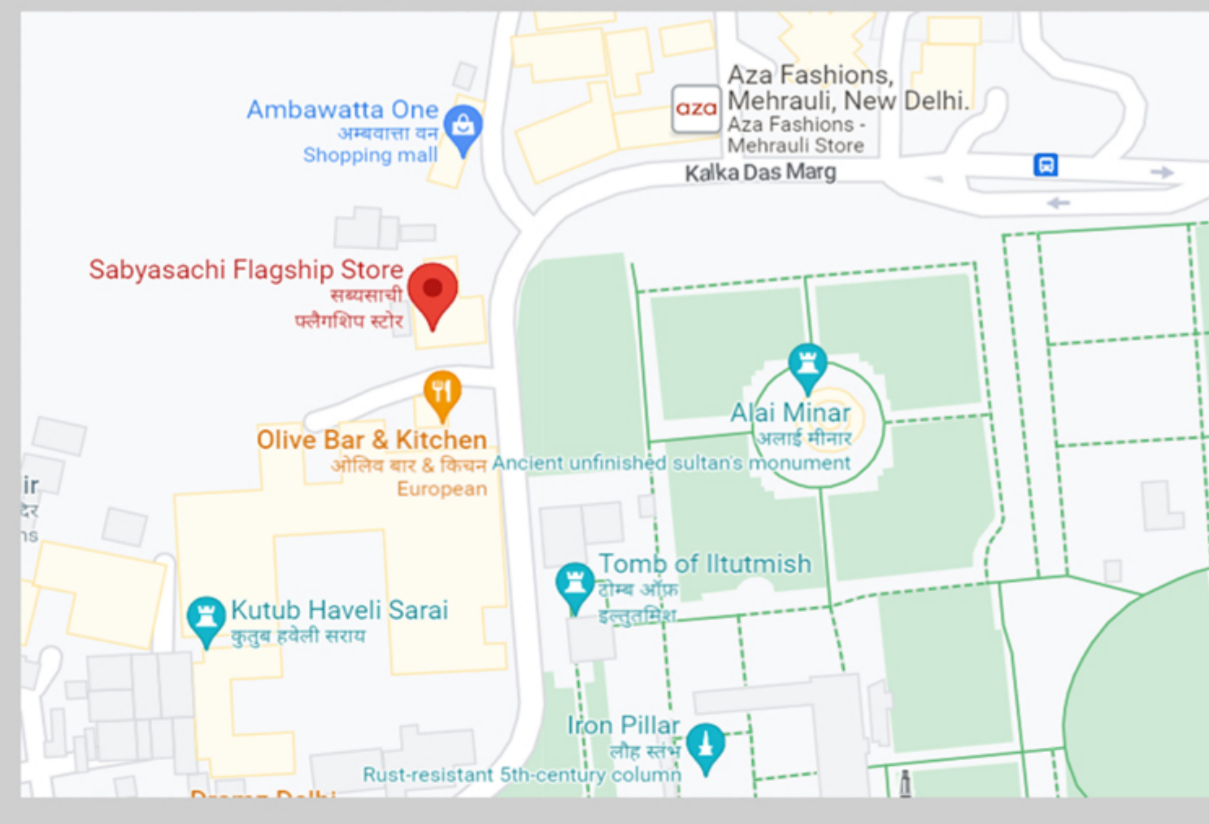 Aza Fashions,
aza
Mehrauli, New Delhi.
Aza Fashions -
Mehrauli Store
Ambawatta One
अम्बवात्ता वन
Shopping mall
Kalka Das Marg
Sabyasachi Flagship Store
सब्यसाची
फ्लैगशिप स्टोर
Alai Minar
अलाई मीनार
Ancient unfinished sultan's monument
Olive Bar & Kitchen
ओलिव बार & किचन
European
ir
Tomb of Iltutmish
टोम्ब ऑफ़
इल्तुतमिश
Kutub Haveli Sarai
कुतुब हवेली सराय
Iron Pillar
लौह स्तंभ
Rust-resistant 5th-century column